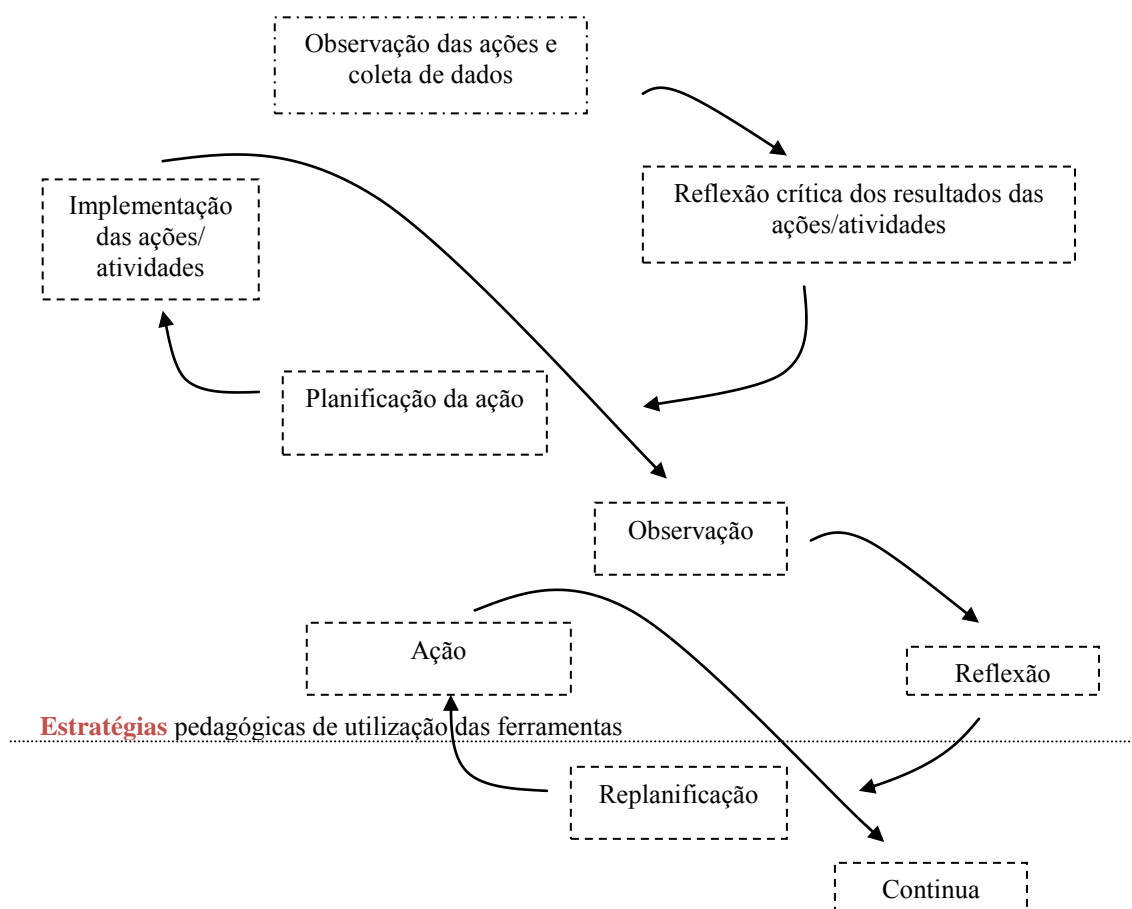 Observação das ações e
coleta de dados
Reflexão crítica dos resultados das
ações/atividades
Implementação
das ações/
atividades
Planificação da ação
Observação
Ação
Reflexão
Estratégias pedagógicas de utilização das ferramentas
Replanificação
Continua